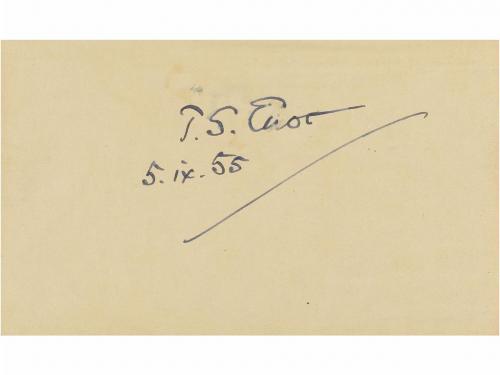 T. S. Eliot
5. ix. 55